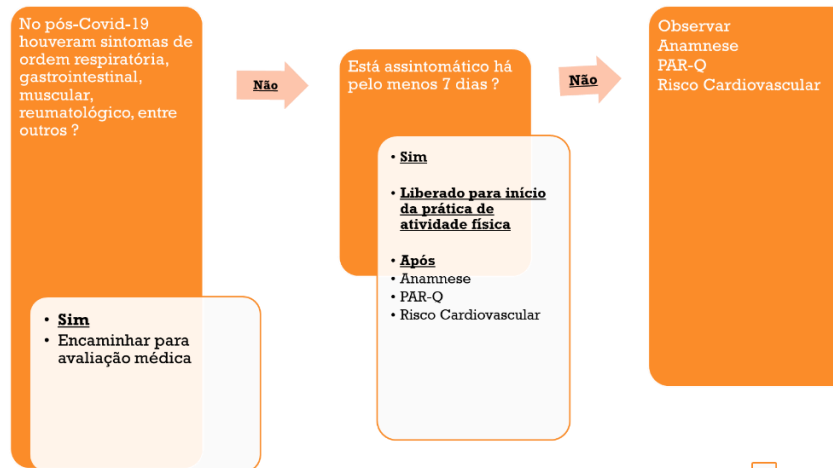 No pós-Covid-19
houveram sintomas de
ordem respiratória,
gastrointestinal,
muscular,
reumatológico, entre
outros ?
• Sim
• Encaminhar para
avaliação médica
Não
Está assintomático há
pelo menos 7 dias ?
• Sim
• Liberado para início
da prática de
atividade física
• Após
• Anamnese
• PAR-Q
• Risco Cardiovascular
Não
Observar
Anamnese
PAR-Q
Risco Cardiovascular